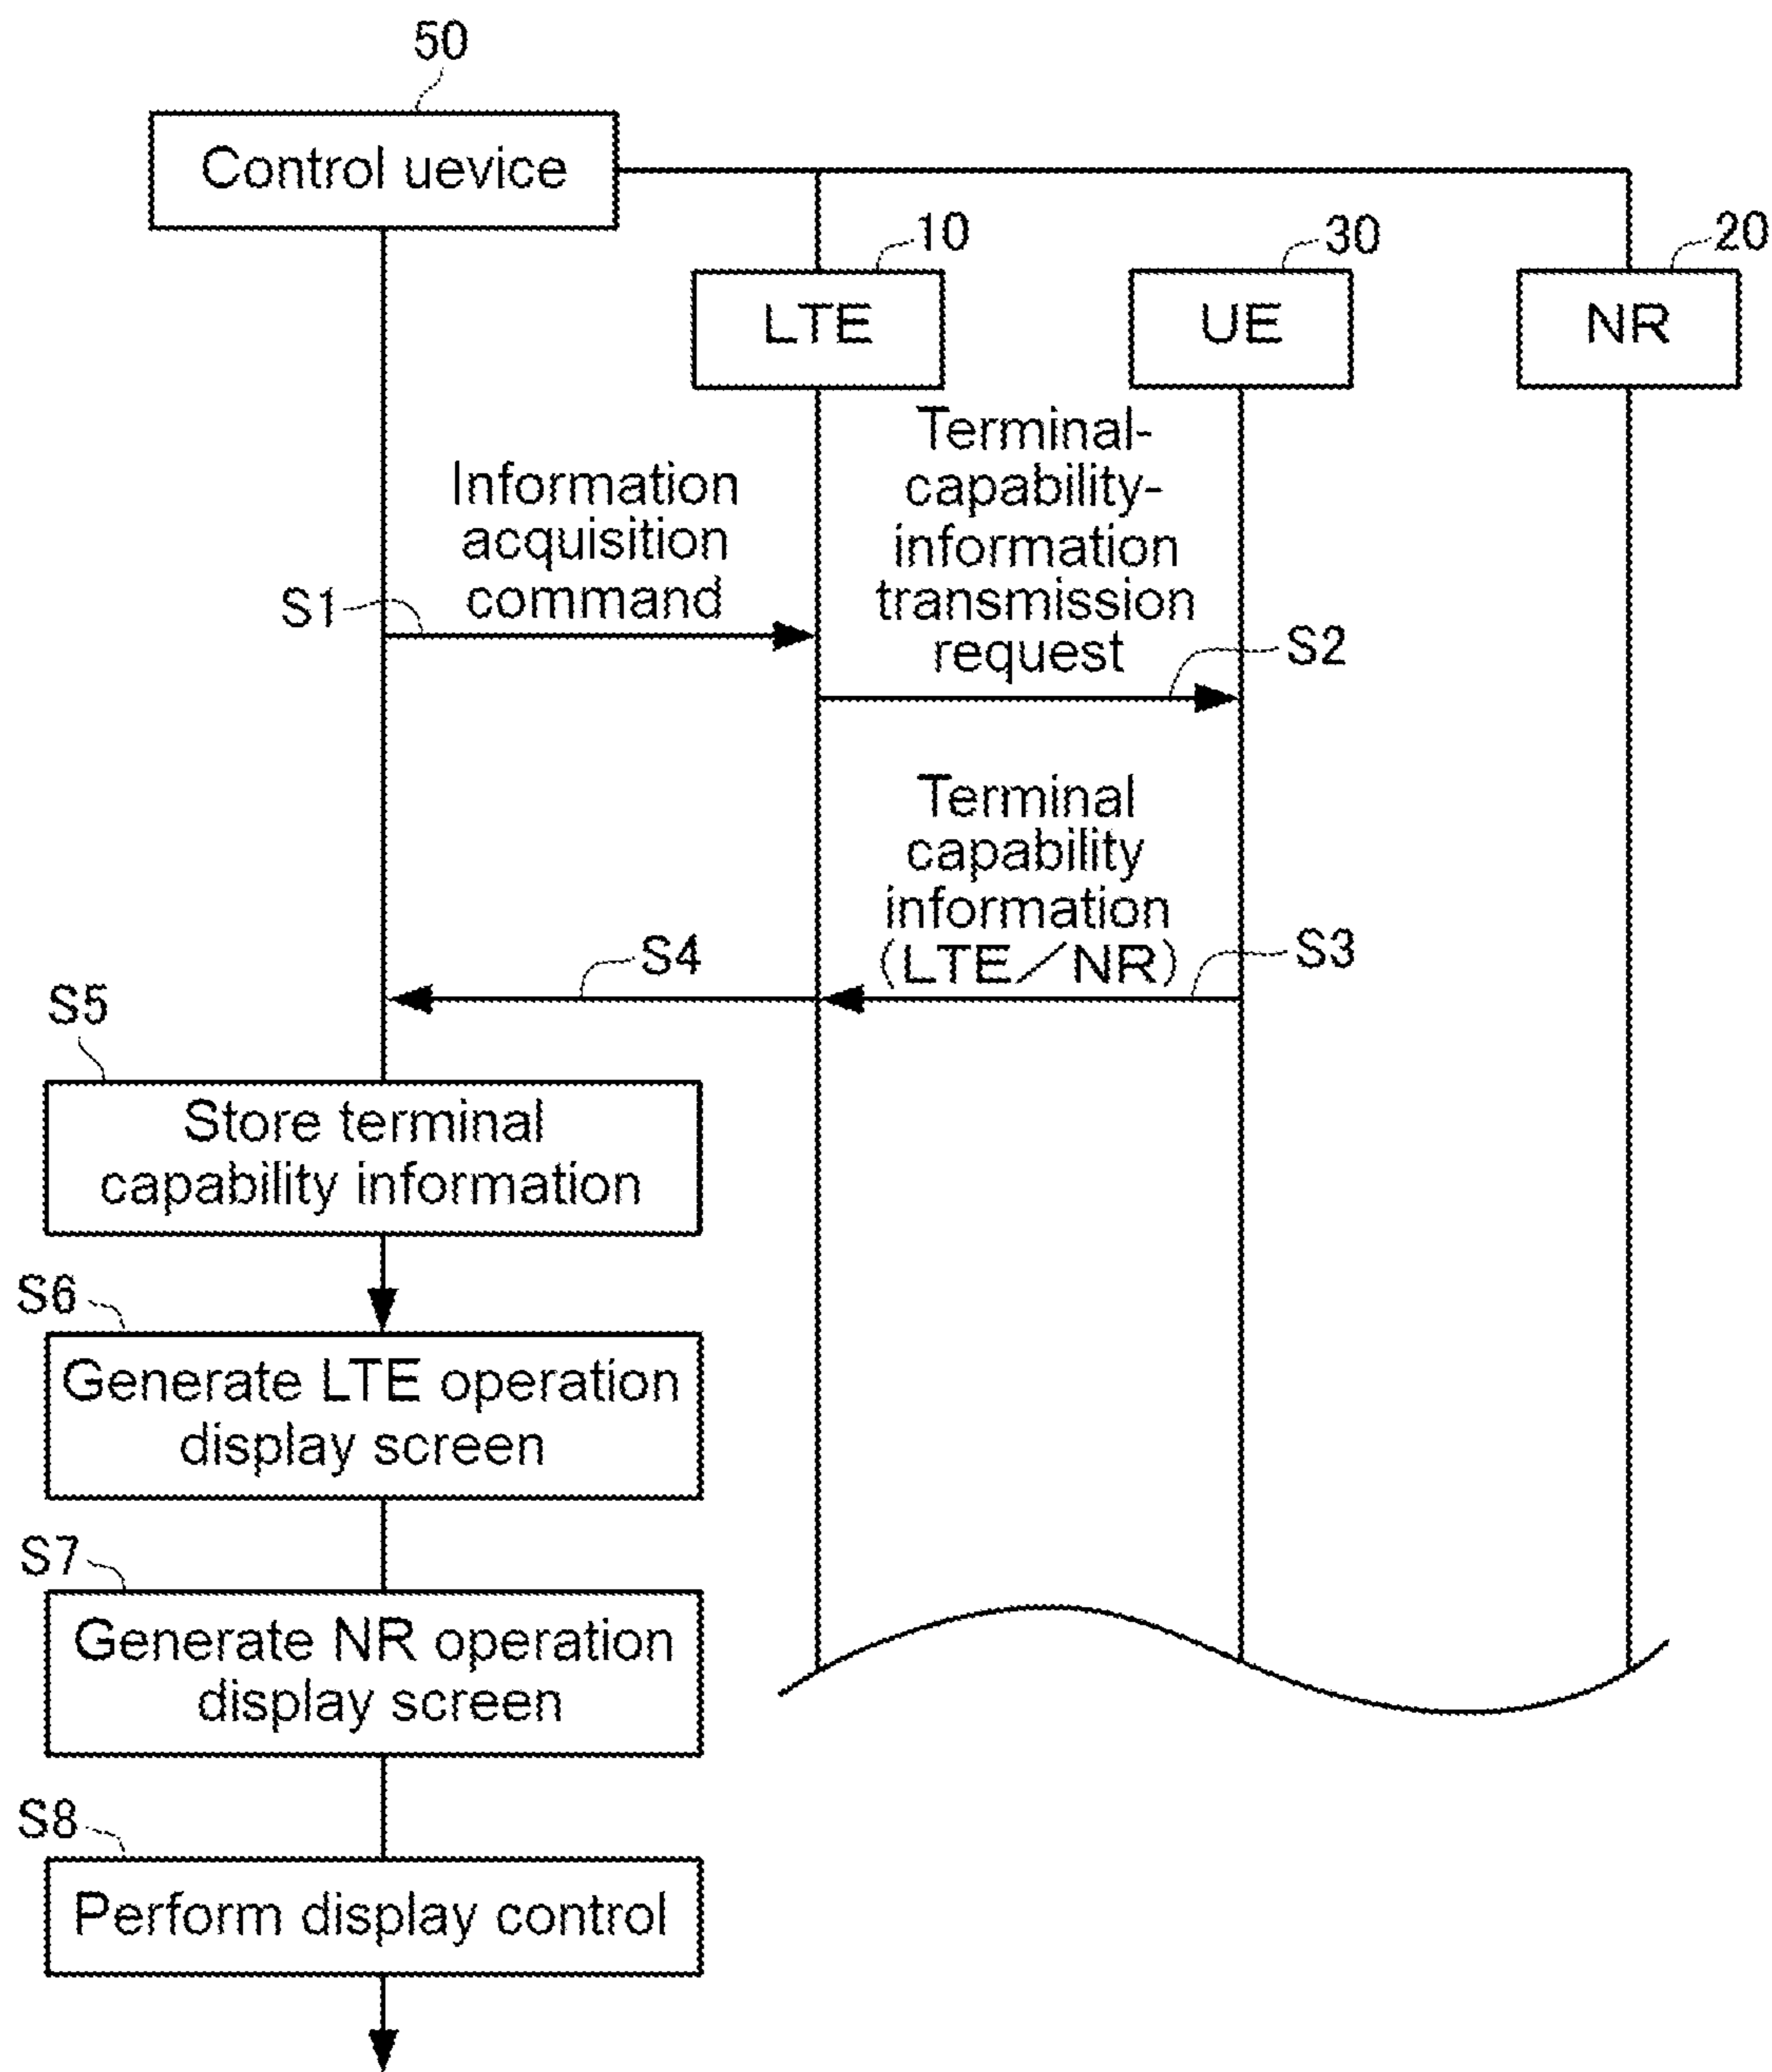 50
Control uevice
10
30
20
LTE
UE
NR
Information
acquisition
command
S1
Terminal-
capability-
information
transmission
request
S2
Terminal
capability
information
(LTE／NR)
S3
S4
S5
Store terminal
capability information
S6
Generate LTE operation
display screen
S7
Generate NR operation
display screen
S8
Perform display control